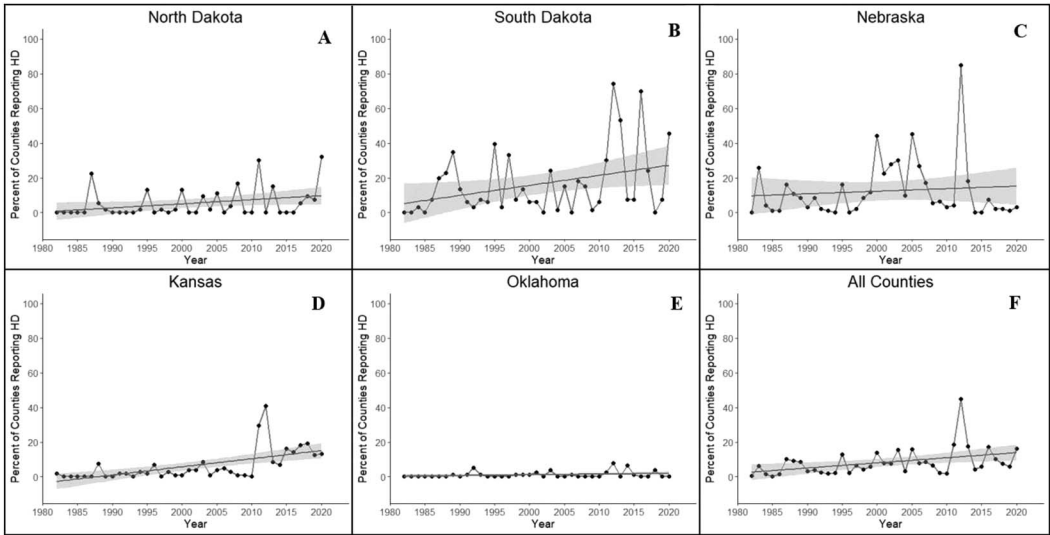 North Dakota
A
Percent of Counties Reporting HD
100
80
60
40
20
0
1980 1985 1990 1995 2000 2005 2010 2015 2020
Year
South Dakota
B
Percent of Counties Reporting HD
100
80
60
40
20
0
1980 1985 1990 1995 2000 2005 2010 2015 2020
Year
Nebraska
C
Percent of Counties Reporting HD
100
80
60
40
20
0
1980 1985 1990 1995 2000 2005 2010 2015 2020
Year
Kansas
D
Percent of Counties Reporting HD
100
80
60
40
20
0
1980 1985 1990 1995 2000 2005 2010 2015 2020
Year
Oklahoma
E
Percent of Counties Reporting HD
100
80
60
40
20
0
1980 1985 1990 1995 2000 2005 2010 2015 2020
Year
All Counties
F
Percent of Counties Reporting HD
100
80
60
40
20
0
1980 1985 1990 1995 2000 2005 2010 2015 2020
Year